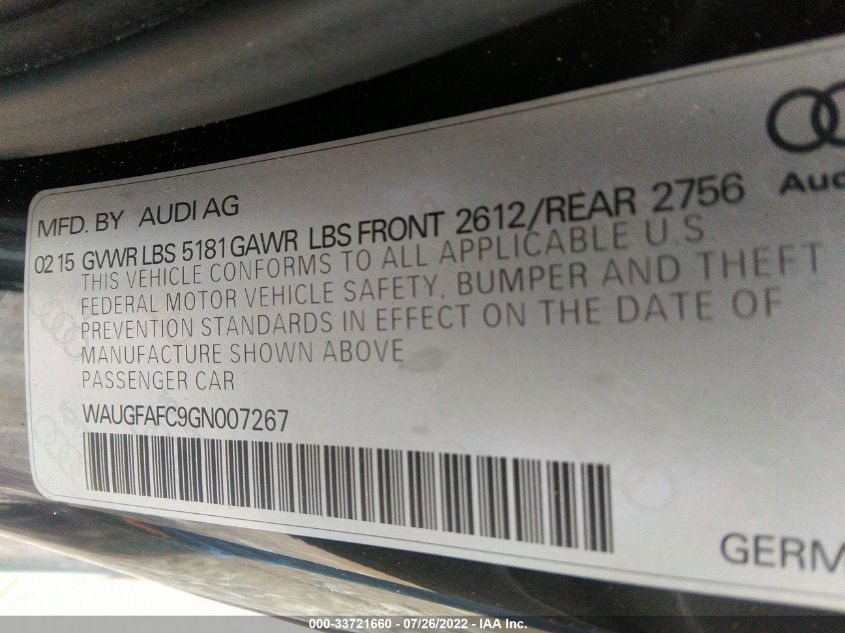 MFD. BY AUDI AG
02 15 GVWR LBS 5181 GAWR LBS FRONT 2612/REAR 2756
THIS VEHICLE CONFORMS TO ALL APPLICABLE U S
FEDERAL MOTOR VEHICLE SAFETY, BUMPER AND THEFT
PREVENTION STANDARDS IN EFFECT ON THE DATE OF
MANUFACTURE SHOWN ABOVE
PASSENGER CAR
WAUGFAFC9GN007267
Aud
GERM
000-33721660 - 07/26/2022 - IAA Inc.